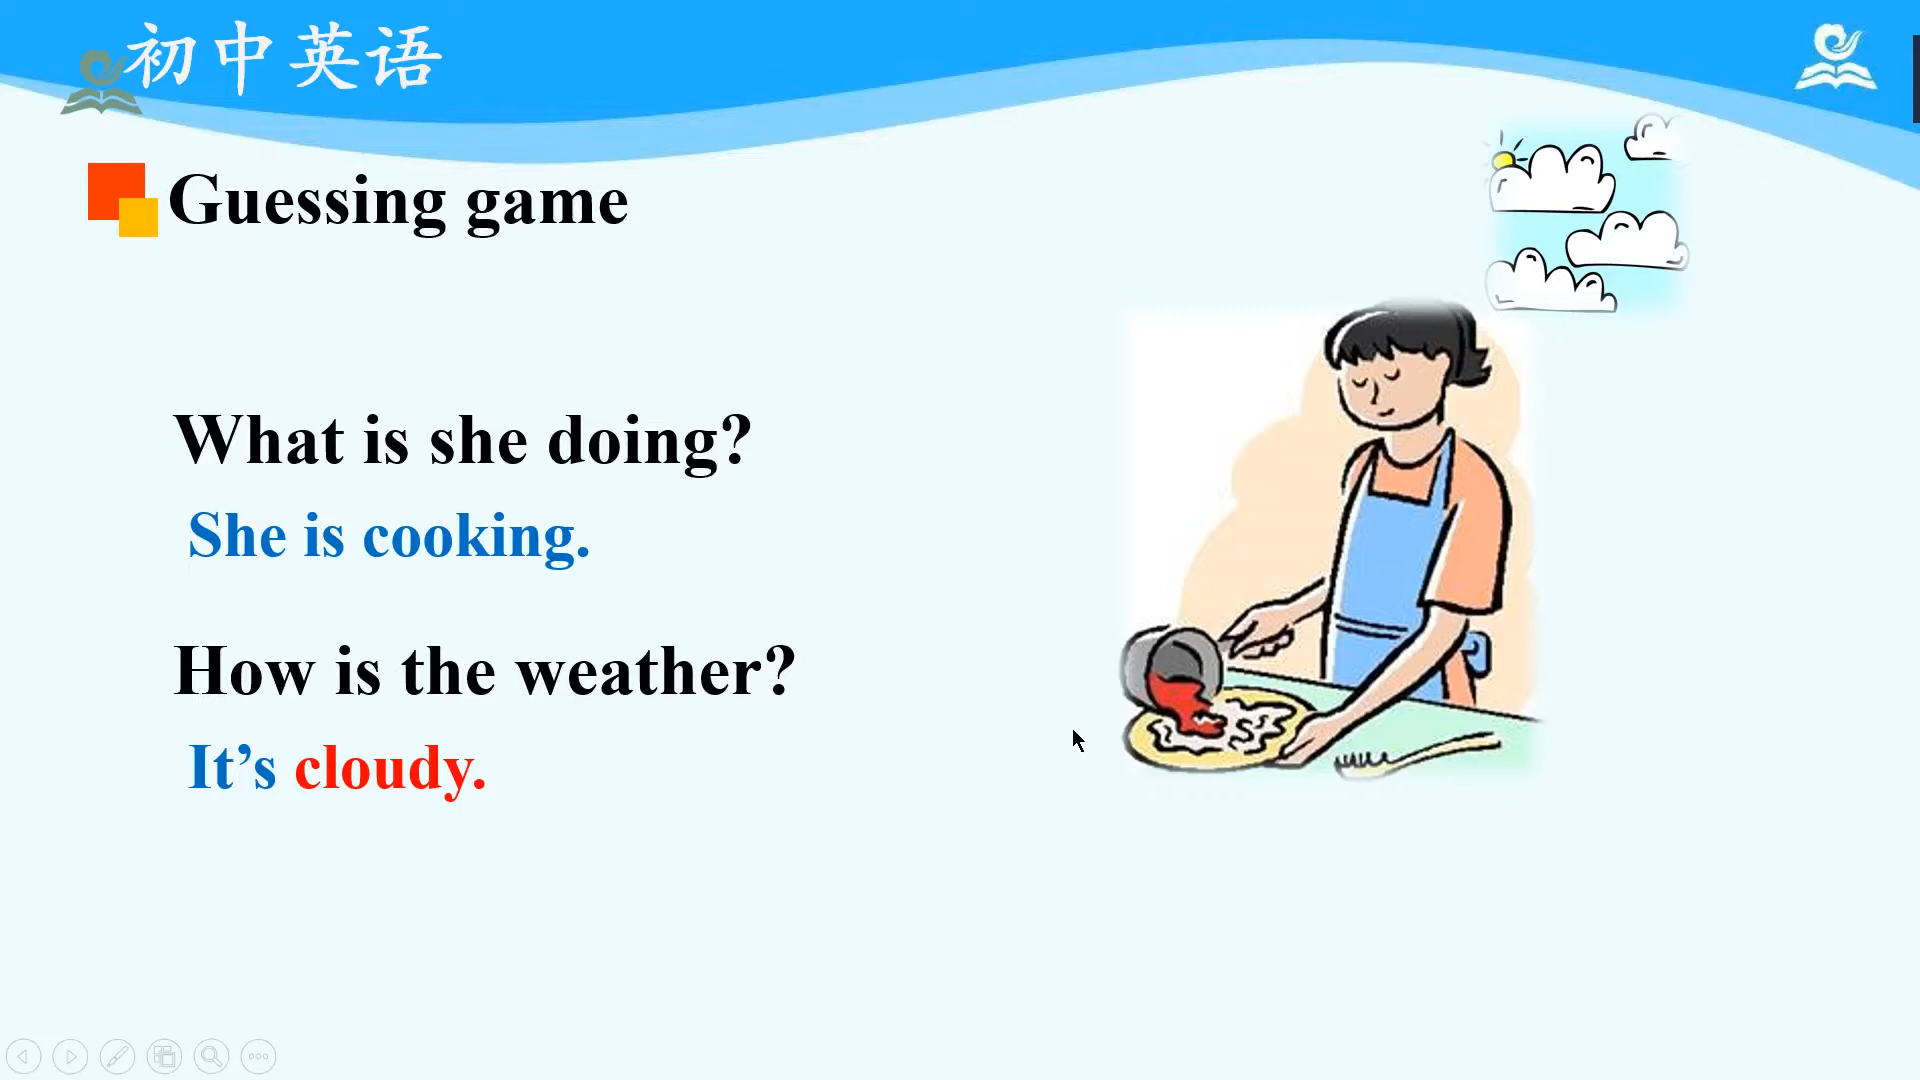 初中英语
Guessing game
What is she doing?
She is cooking.
How is the weather?
It’s cloudy.